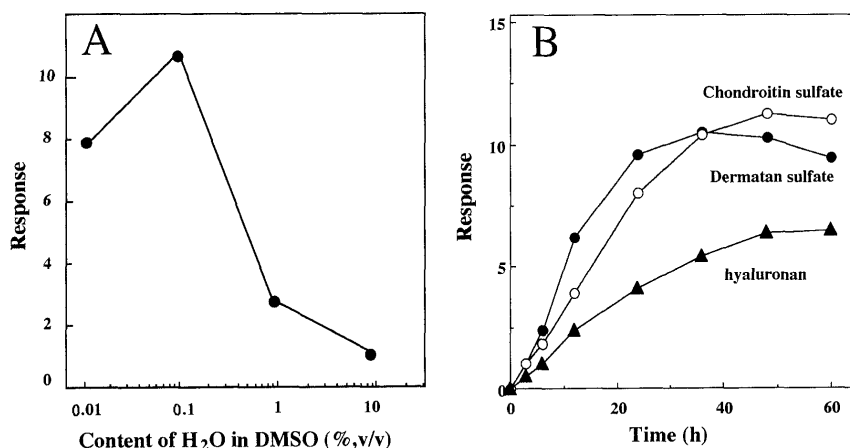 A
Response
10
8
6
4
2
0
0.01 0.1 1 10
Content of H2O in DMSO (%,v/v)
B
Response
15
10
5
0
Chondroitin sulfate
Dermatan sulfate
hyaluronan
0 20 40 60
Time (h)